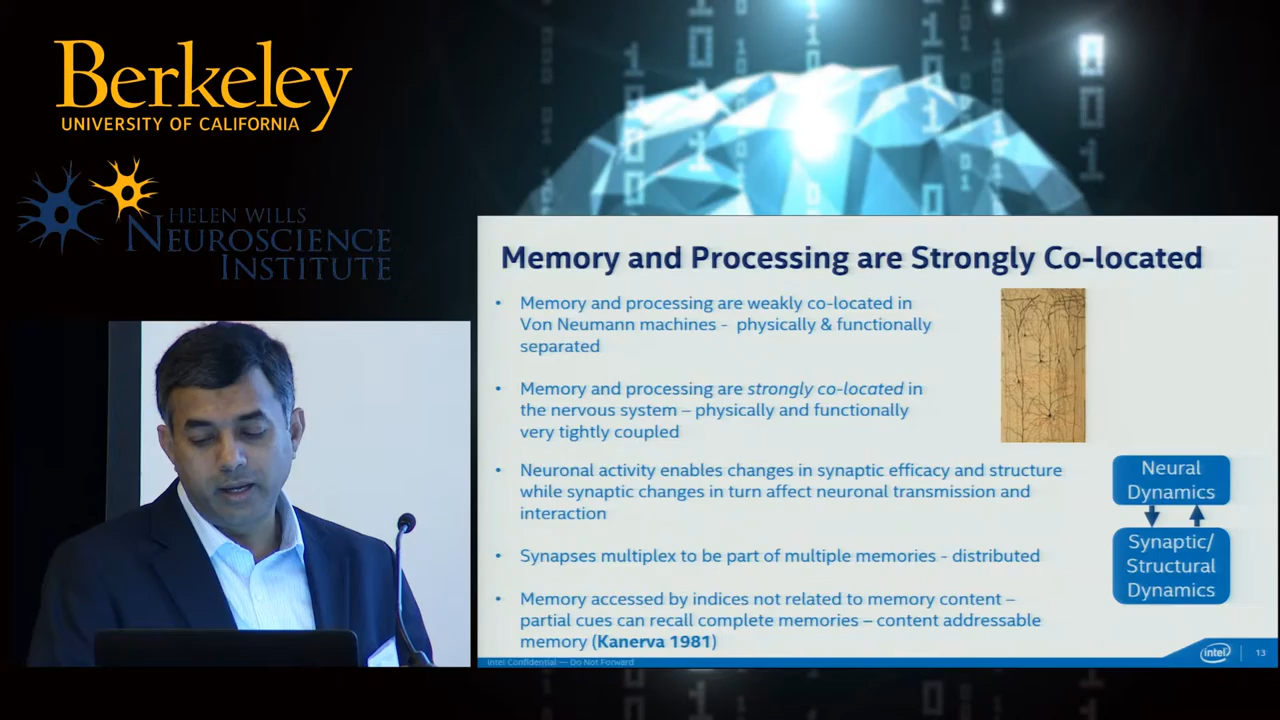 Berkeley
UNIVERSITY OF CALIFORNIA
HELEN WILLS
NEUROSCIENCE
INSTITUTE
Memory and Processing are Strongly Co-located
• Memory and processing are weakly co-located in
Von Neumann machines - physically & functionally
separated
• Memory and processing are strongly co-located in
the nervous system – physically and functionally
very tightly coupled
• Neuronal activity enables changes in synaptic efficacy and structure
while synaptic changes in turn affect neuronal transmission and
interaction
• Synapses multiplex to be part of multiple memories - distributed
• Memory accessed by indices not related to memory content –
partial cues can recall complete memories – content addressable
memory (Kanerva 1981)
Neural
Dynamics
Synaptic/
Structural
Dynamics
Intel Confidential — Do Not Forward
intel
13